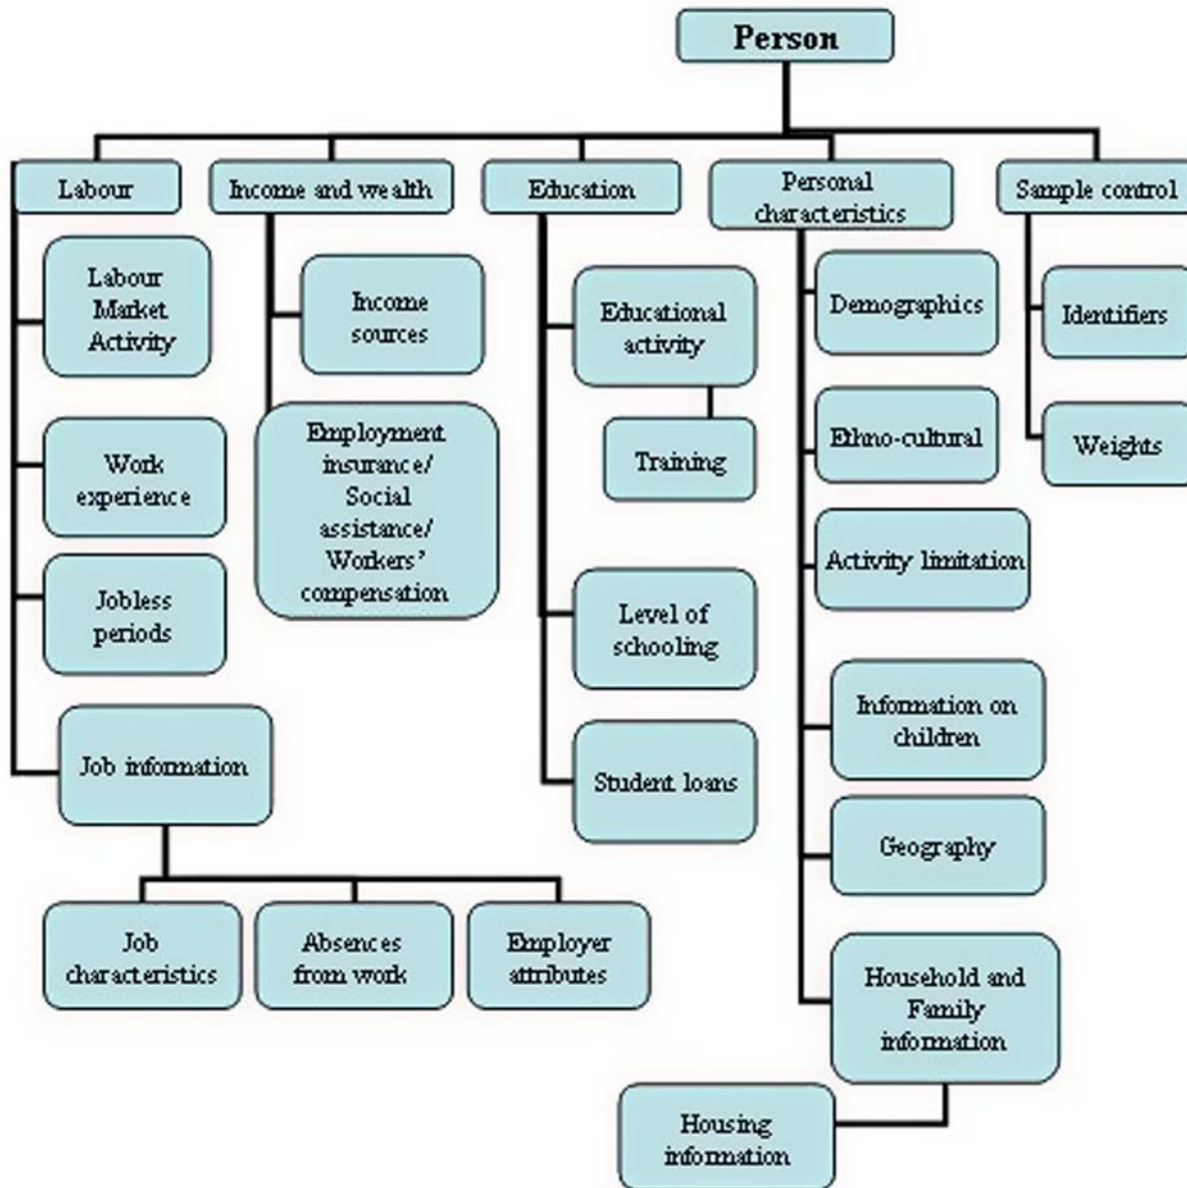 Person
Labour
Income and wealth
Education
Personal
characteristics
Sample control
Labour
Market
Activity
Work
experience
Jobless
periods
Job information
Job
characteristics
Absences
from work
Employer
attributes
Income
sources
Employment
insurance/
Social
assistance/
Workers’
compensation
Educational
activity
Training
Level of
schooling
Student loans
Demographics
Ethno-cultural
Activity limitation
Information on
children
Geography
Household and
Family
information
Housing
information
Identifiers
Weights